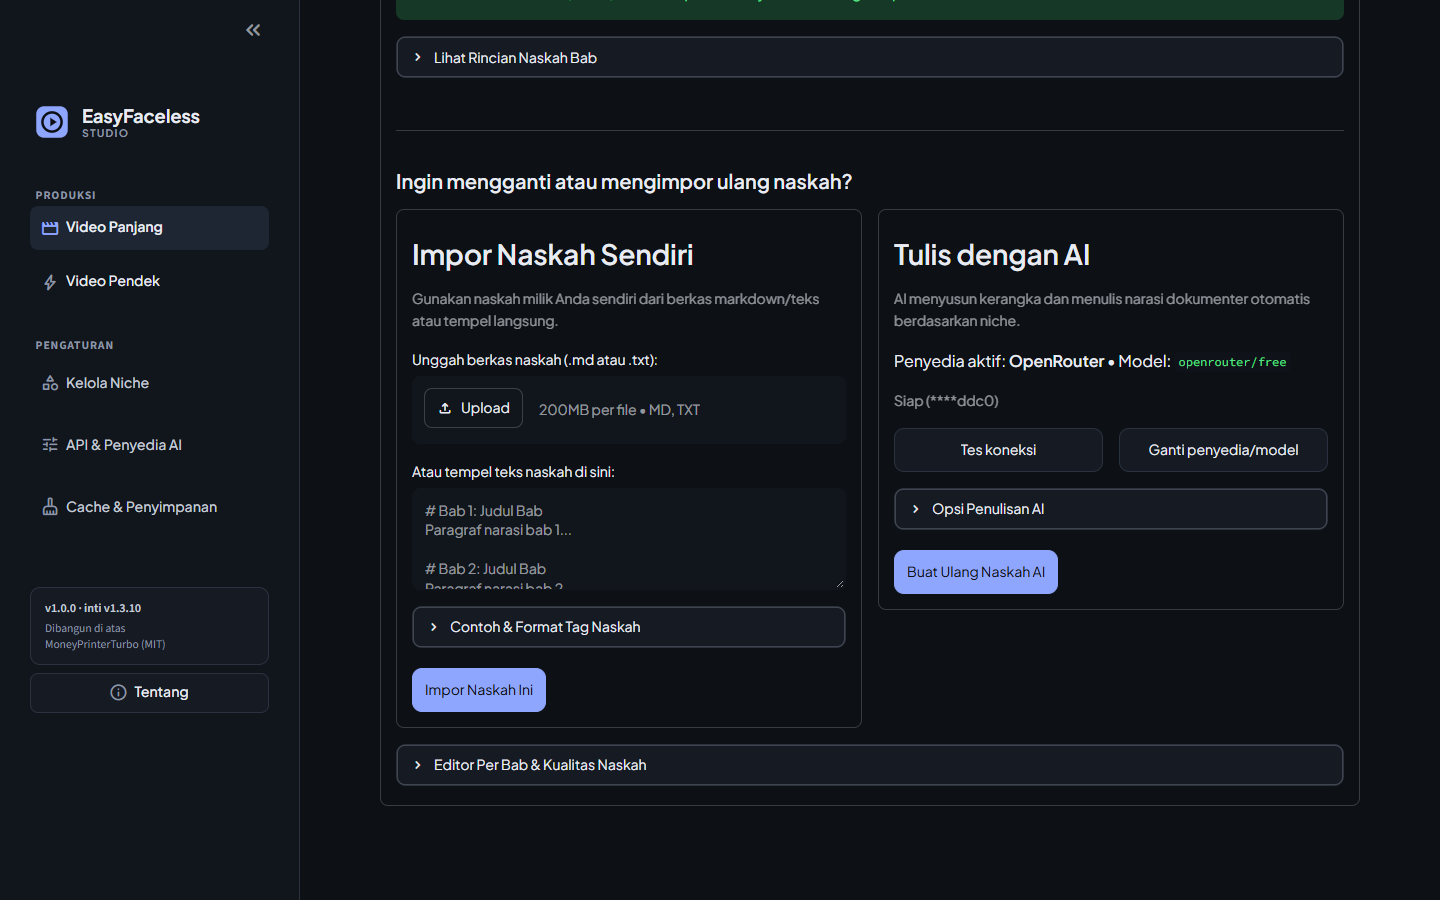 EasyFaceless
STUDIO
PRODUKSI
Video Panjang
Video Pendek
PENGATURAN
Kelola Niche
API & Penyedia AI
Cache & Penyimpanan
v1.0.0 · inti v1.3.10
Dibangun di atas
MoneyPrinterTurbo (MIT)
Tentang
Lihat Rincian Naskah Bab
Ingin mengganti atau mengimpor ulang naskah?
Impor Naskah Sendiri
Gunakan naskah milik Anda sendiri dari berkas markdown/teks
atau tempel langsung.
Unggah berkas naskah (.md atau .txt):
Upload
200MB per file • MD, TXT
Atau tempel teks naskah di sini:
# Bab 1: Judul Bab
Paragraf narasi bab 1...
# Bab 2: Judul Bab
Paragraf narasi bab 2
Contoh & Format Tag Naskah
Impor Naskah Ini
Tulis dengan AI
AI menyusun kerangka dan menulis narasi dokumenter otomatis
berdasarkan niche.
Penyedia aktif: OpenRouter • Model: openrouter/free
Siap (****ddc0)
Tes koneksi
Ganti penyedia/model
Opsi Penulisan AI
Buat Ulang Naskah AI
Editor Per Bab & Kualitas Naskah